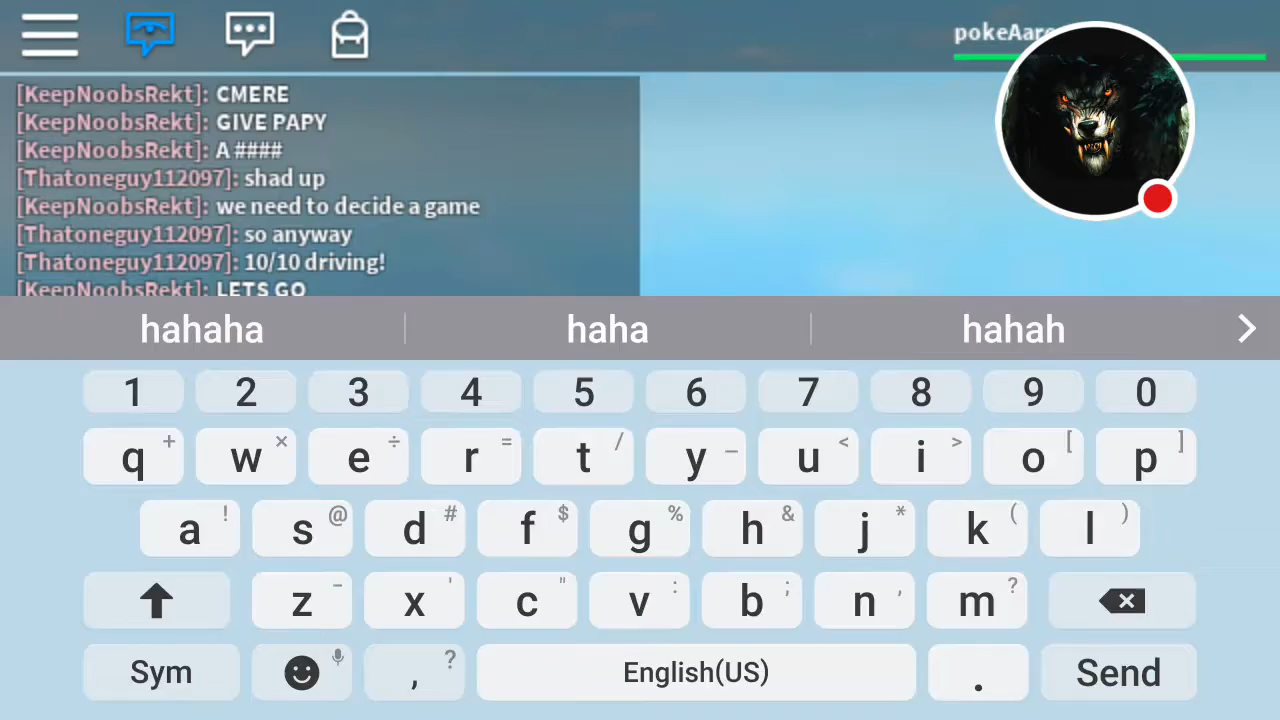 pokeAar
[KeepNoobsRekt]: CMERE
[KeepNoobsRekt]: GIVE PAPY
[KeepNoobsRekt]: A ####
[Thatoneguy112097]: shad up
[KeepNoobsRekt]: we need to decide a game
[Thatoneguy112097]: so anyway
[Thatoneguy112097]: 10/10 driving!
[KeepNoobsRekt]: LETS GO
hahaha haha hahah
1 2 3 4 5 6 7 8 9 0
q + w × e ÷ r = t / y _ u < i > o [ p ]
a ! s @ d # f $ g % h & j * k ( l )
z - x ' c " v : b ; n , m ?
Sym , ? English(US) . Send